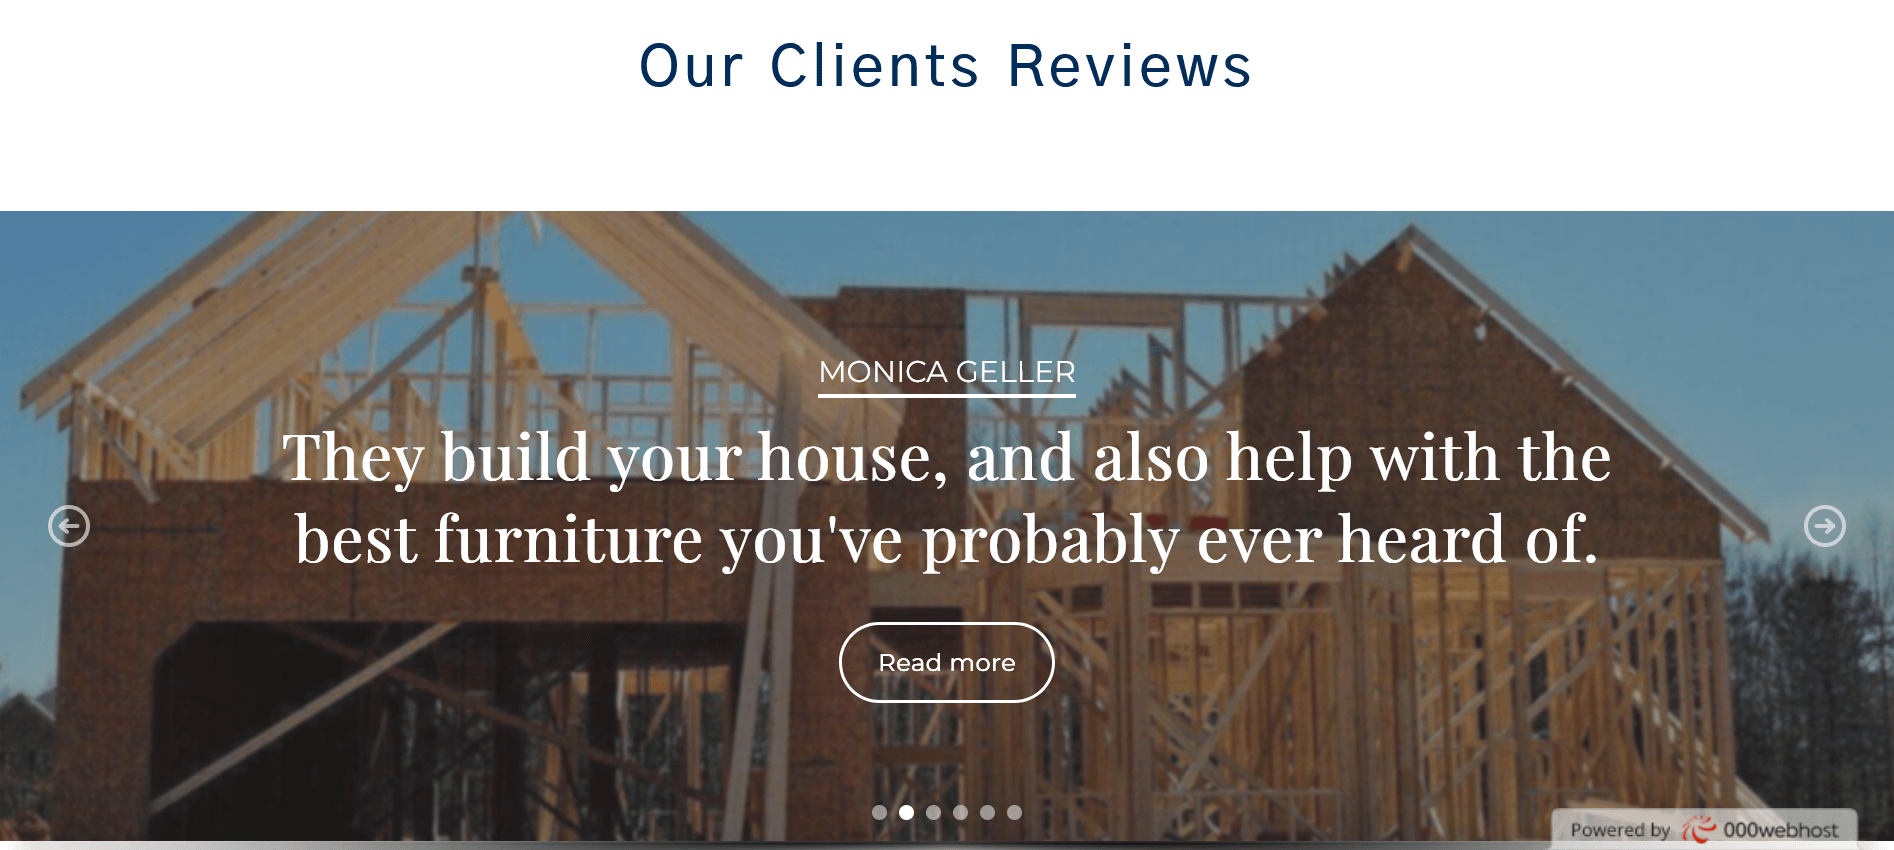 Our Clients Reviews
MONICA GELLER
They build your house, and also help with the
best furniture you've probably ever heard of.
Read more
Powered by 000webhost